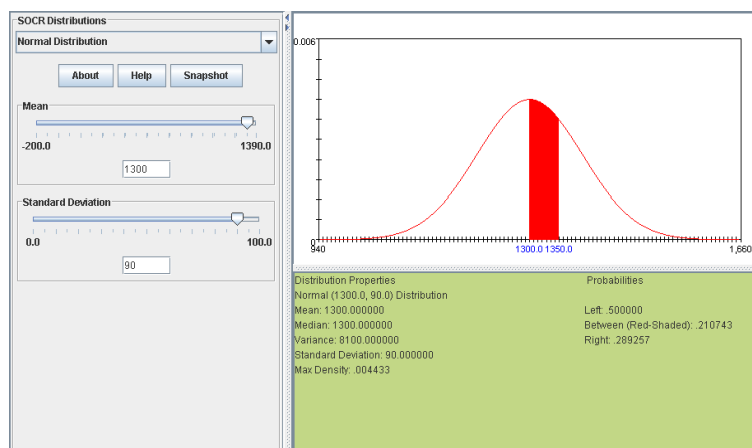 SOCR Distributions
Normal Distribution
About Help Snapshot
Mean
-200.0 1390.0
1300
Standard Deviation
0.0 100.0
90
0.006
0
940 1300.0 1350.0 1,660
Distribution Properties Probabilities
Normal (1300.0, 90.0) Distribution
Mean: 1300.000000 Left: .500000
Median: 1300.000000 Between (Red-Shaded): .210743
Variance: 8100.000000 Right: .289257
Standard Deviation: 90.000000
Max Density: .004433